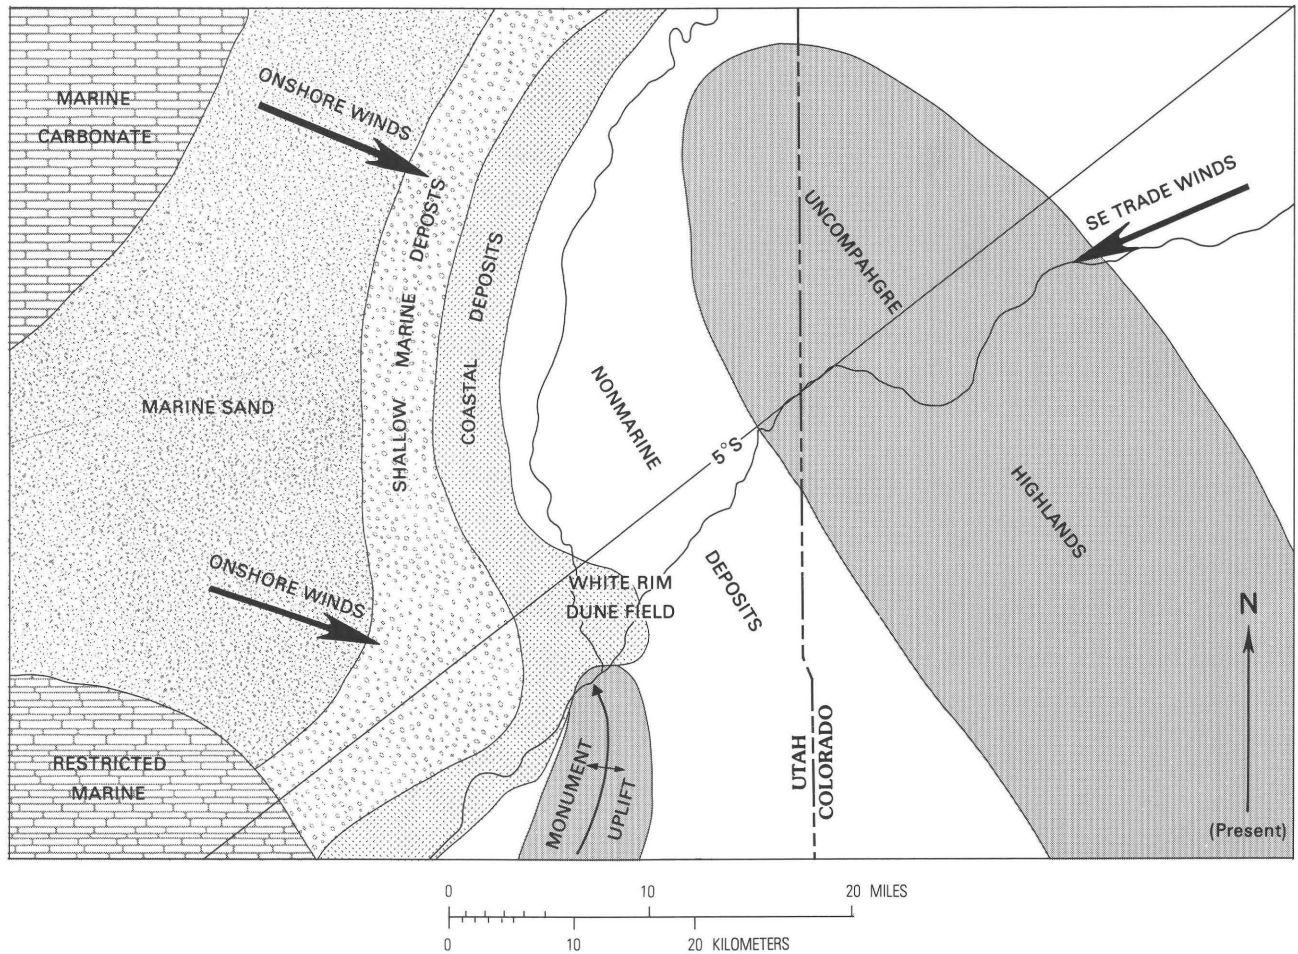 MARINE
CARBONATE
ONSHORE WINDS
SE TRADE WINDS
UNCOMPAHGRE
HIGHLANDS
SHALLOW MARINE DEPOSITS
COASTAL DEPOSITS
MARINE SAND
NONMARINE
DEPOSITS
5°S
ONSHORE WINDS
WHITE RIM
DUNE FIELD
RESTRICTED
MARINE
MONUMENT
UPLIFT
UTAH
COLORADO
N
(Present)
0 10 20 MILES
0 10 20 KILOMETERS